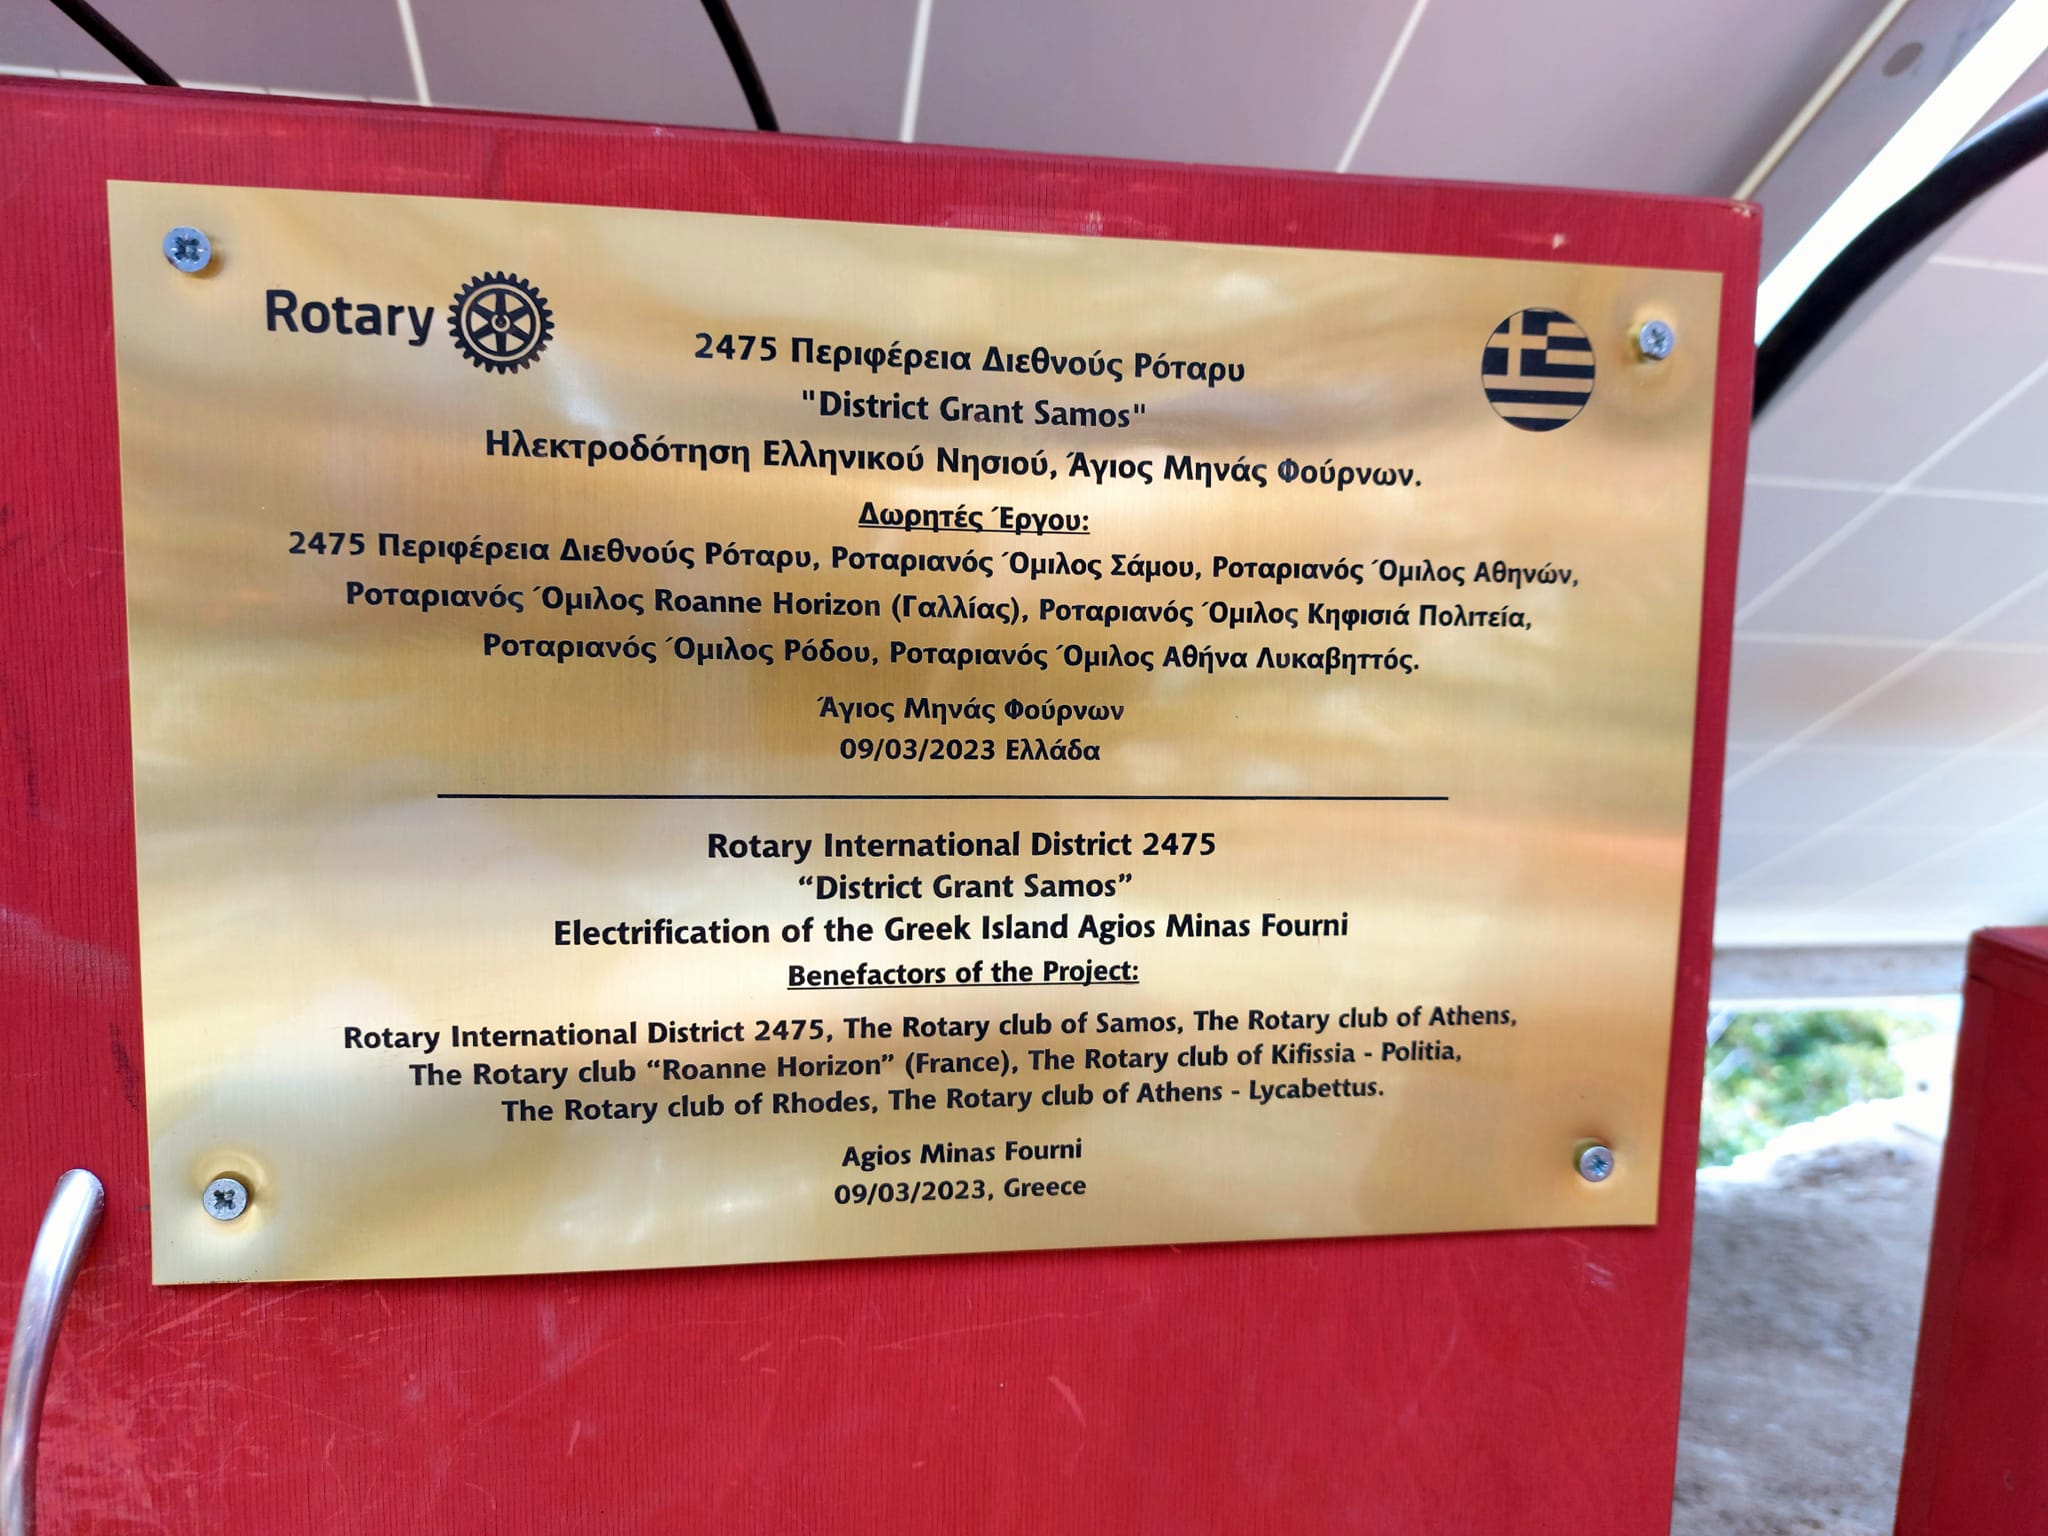 Rotary
2475 Περιφέρεια Διεθνούς Ρόταρυ
"District Grant Samos"
Ηλεκτροδότηση Ελληνικού Νησιού, Άγιος Μηνάς Φούρνων.
Δωρητές Έργου:
2475 Περιφέρεια Διεθνούς Ρόταρυ, Ροταριανός Όμιλος Σάμου, Ροταριανός Όμιλος Αθηνών,
Ροταριανός Όμιλος Roanne Horizon (Γαλλίας), Ροταριανός Όμιλος Κηφισιά Πολιτεία,
Ροταριανός Όμιλος Ρόδου, Ροταριανός Όμιλος Αθήνα Λυκαβηττός.
Άγιος Μηνάς Φούρνων
09/03/2023 Ελλάδα
Rotary International District 2475
“District Grant Samos”
Electrification of the Greek Island Agios Minas Fourni
Benefactors of the Project:
Rotary International District 2475, The Rotary club of Samos, The Rotary club of Athens,
The Rotary club “Roanne Horizon” (France), The Rotary club of Kifissia - Politia,
The Rotary club of Rhodes, The Rotary club of Athens - Lycabettus.
Agios Minas Fourni
09/03/2023, Greece